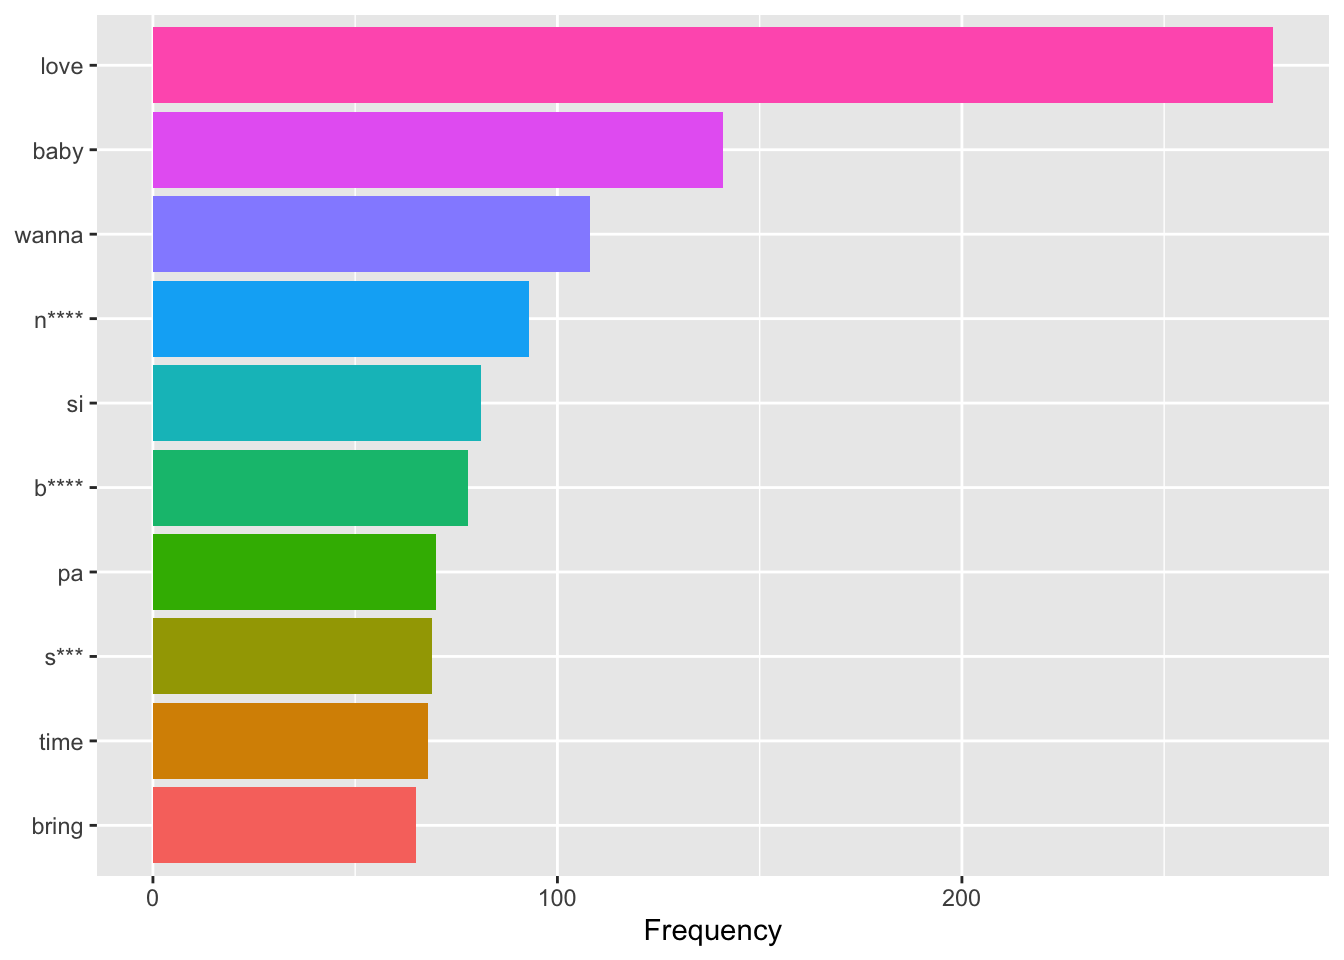 love
baby
wanna
n****
si
b****
pa
s***
time
bring
0 100 200
Frequency